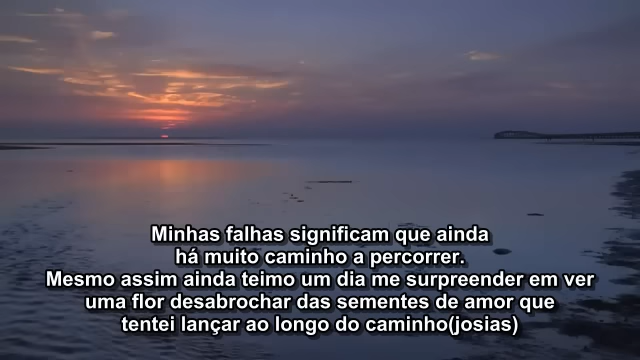 Minhas falhas significam que ainda
há muito caminho a percorrer.
Mesmo assim ainda teimo um dia me surpreender em ver
uma flor desabrochar das sementes de amor que
tentei lançar ao longo do caminho(josias)